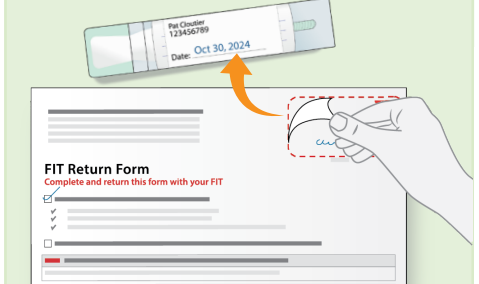 Pat Cloutier
123456789
Date: Oct 30, 2024
FIT Return Form
Complete and return this form with your FIT